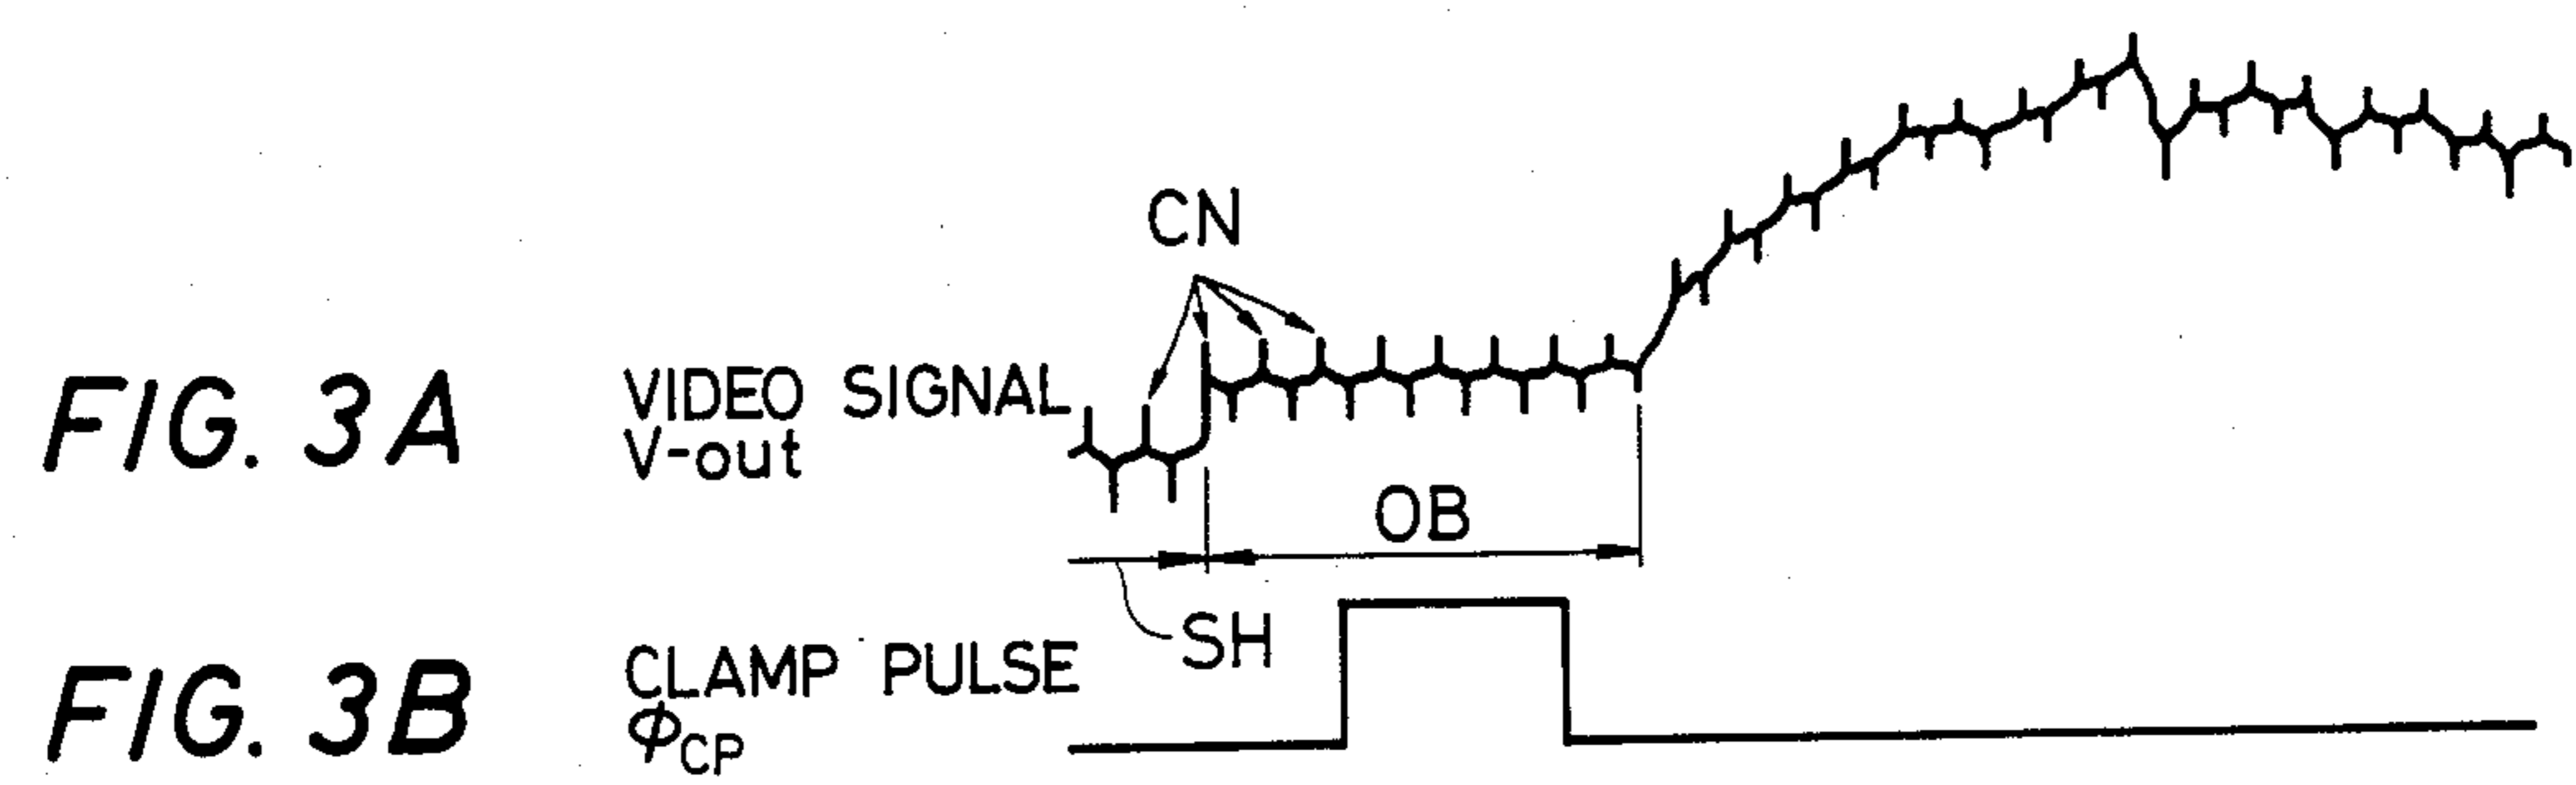 CN
FIG. 3A
VIDEO SIGNAL
V-out
OB
SH
FIG. 3B
CLAMP PULSE
ϕCP